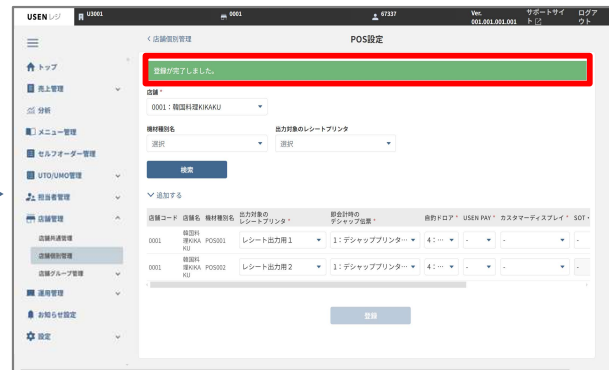 USEN レジ
U3001
0001
67337
Ver.
001.001.001.001
サポートサイ
ト
ログア
ウト
トップ
売上管理
分析
メニュー管理
セルフオーダー管理
UTO/UMO管理
担当者管理
店舗管理
店舗共通管理
店舗個別管理
店舗グループ管理
運用管理
お知らせ設定
設定
< 店舗個別管理
POS設定
登録が完了しました。
店舗 *
0001：韓国料理KIKAKU
機材種別名
出力対象のレシートプリンタ
選択
選択
検索
追加する
店舗コード 店舗名 機材種別名 出力対象の レシートプリンタ * 即会計時の デシャップ伝票 * 自釣ドロア * USEN PAY * カスタマーディスプレイ * SDT・
0001 韓国料理KIKAKU POS001 レシート出力用1 1：デシャッププリンタ… 4：… - - -
0001 韓国料理KIKAKU POS002 レシート出力用2 1：デシャッププリンタ… 4：… - - -
登録